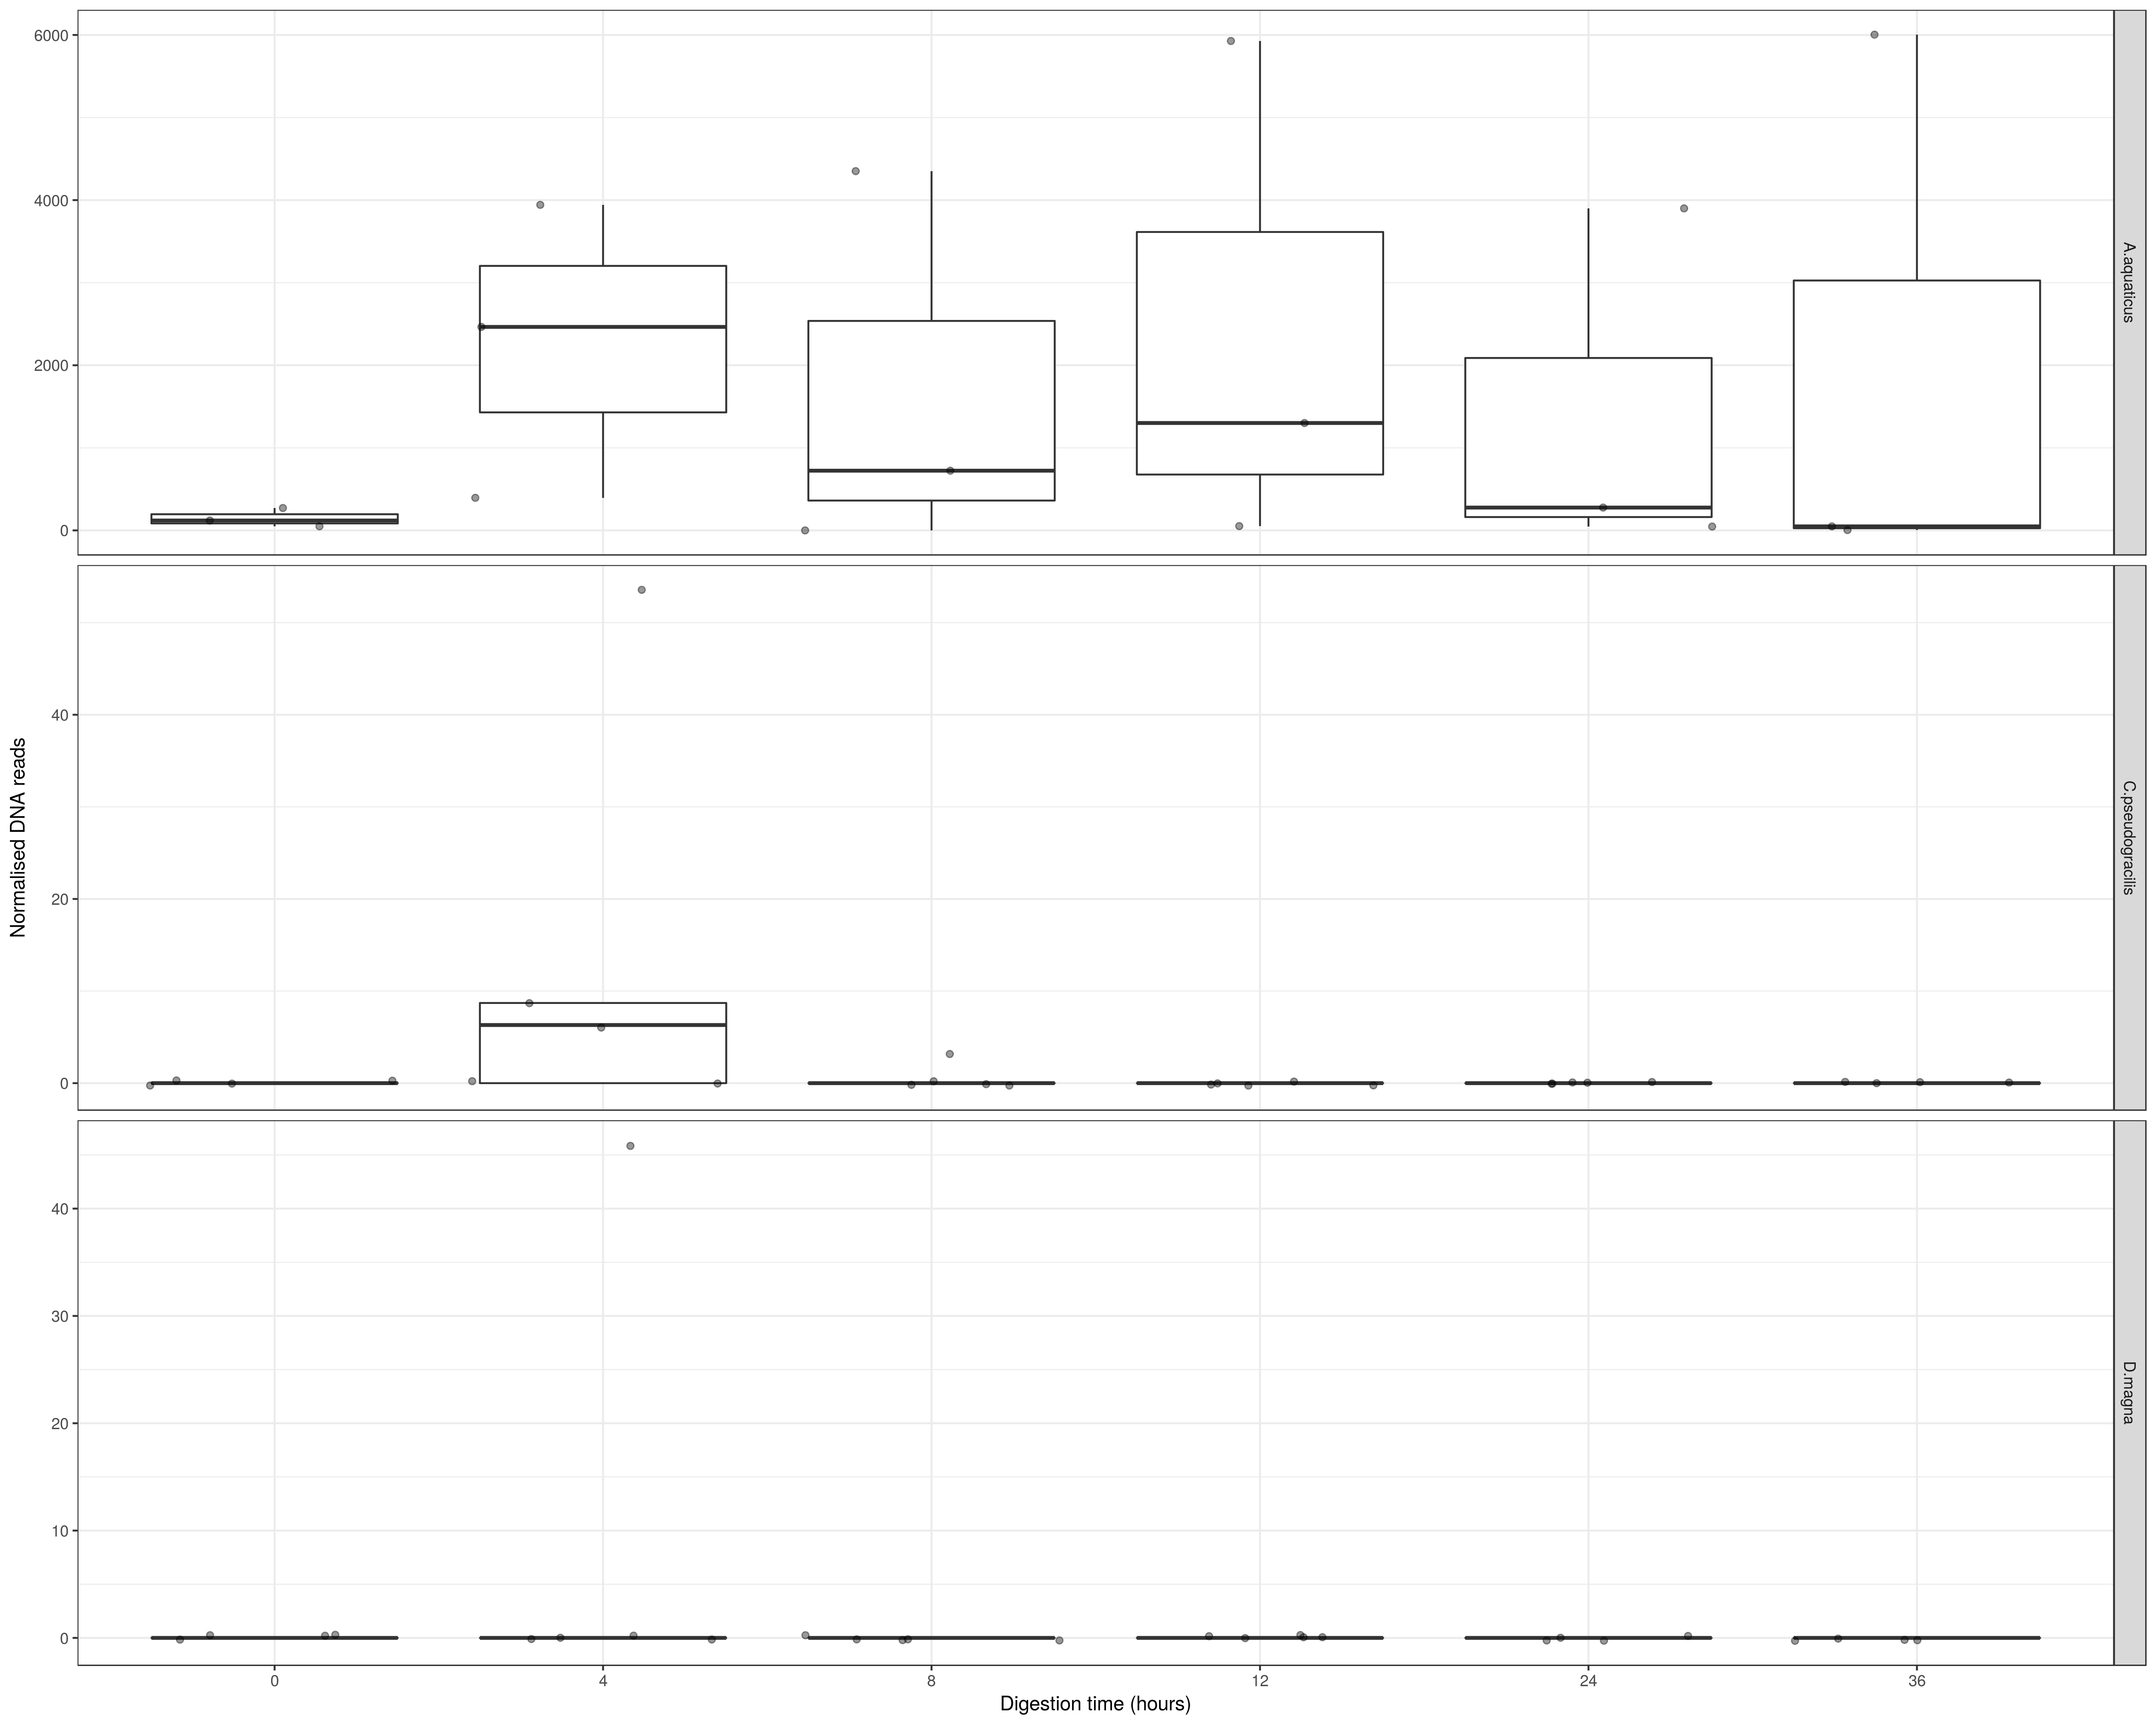 6000
4000
2000
0
A.aquaticus
40
20
0
C.pseudogracilis
Normalised DNA reads
40
30
20
10
0
D.magna
0 4 8 12 24 36
Digestion time (hours)